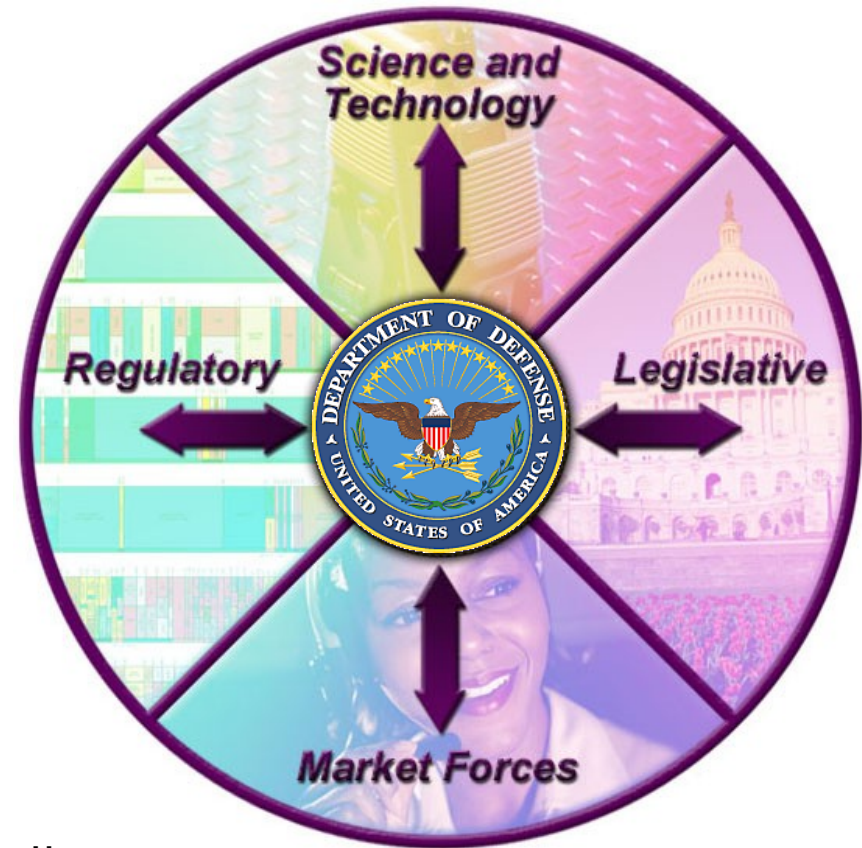 Science and
Technology
Regulatory
Legislative
DEPARTMENT OF DEFENSE
UNITED STATES OF AMERICA
Market Forces